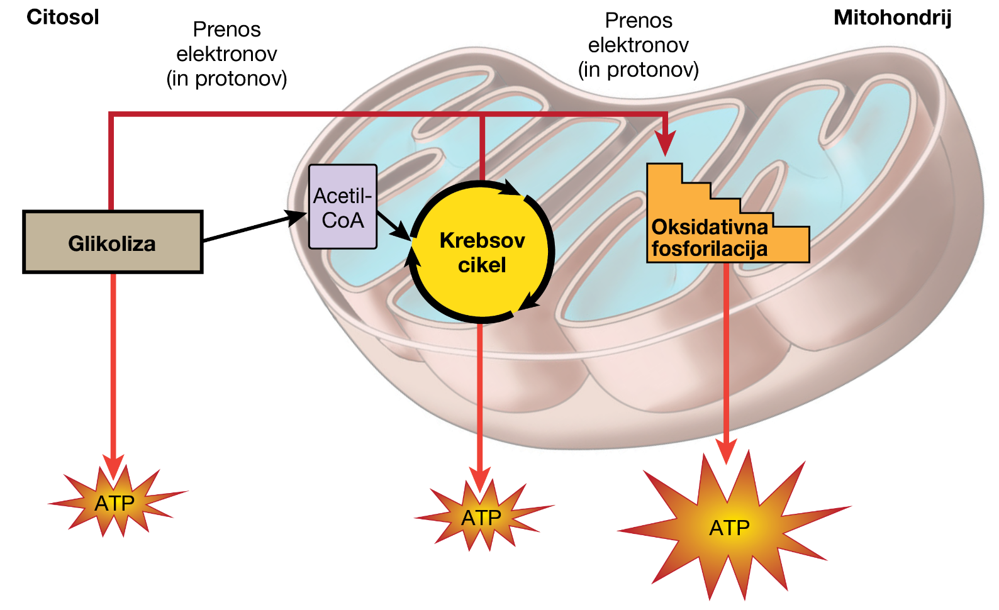 Citosol
Prenos
elektronov
(in protonov)
Prenos
elektronov
(in protonov)
Mitohondrij
Glikoliza
Acetil-
CoA
Krebsov
cikel
Oksidativna
fosforilacija
ATP
ATP
ATP